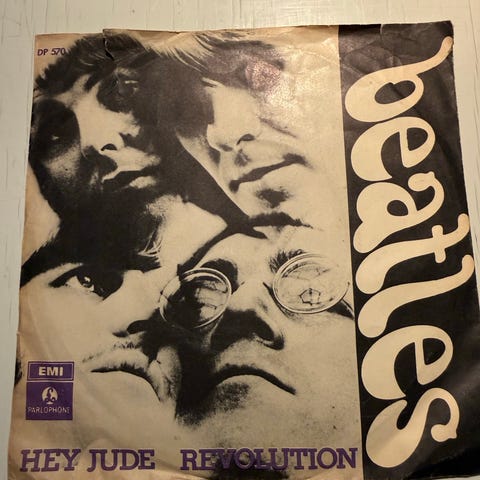 DP 570
beatles
EMI
PARLOPHONE
HEY JUDE REVOLUTION